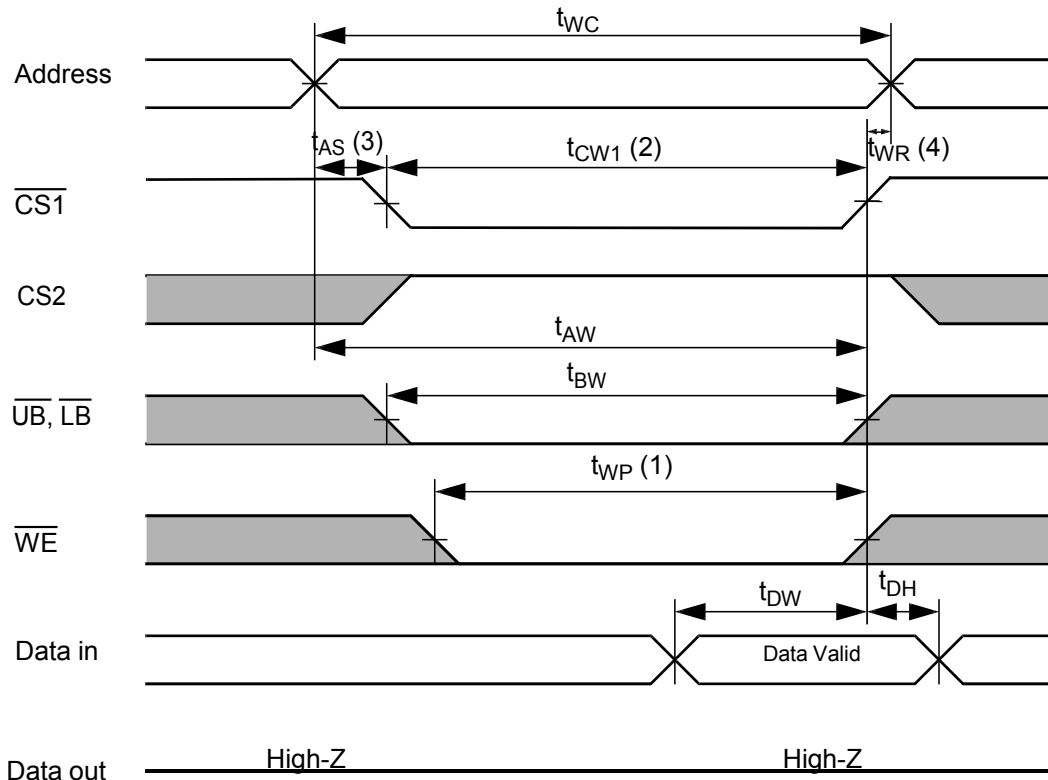 tWC
Address
tAS (3)
tCW1 (2)
tWR (4)
CS1
CS2
tAW
tBW
UB, LB
tWP (1)
WE
tDW
tDH
Data in
Data Valid
Data out
High-Z
High-Z